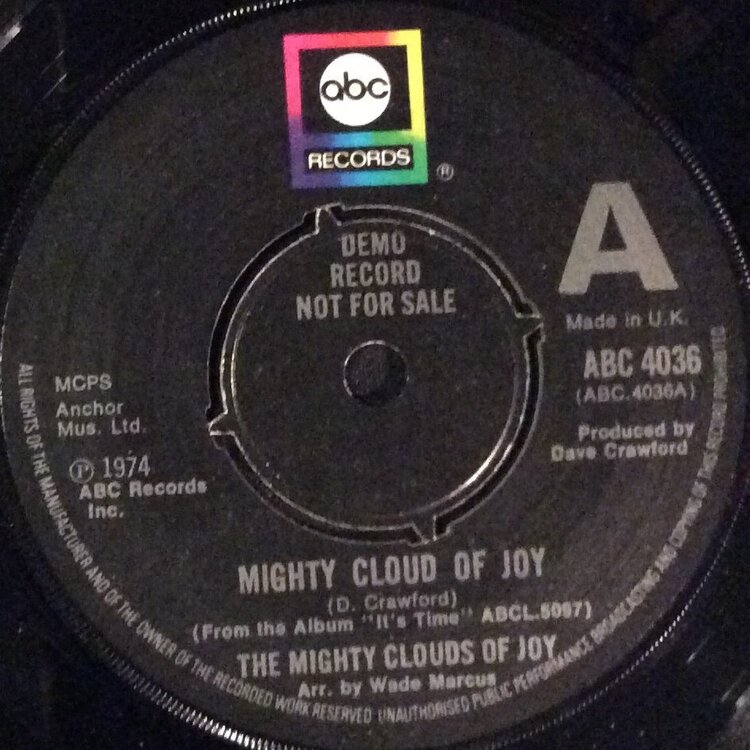 abc
RECORDS
®
DEMO
RECORD
NOT FOR SALE
A
Made in U.K.
ABC 4036
(ABC.4036A)
MCPS
Anchor
Mus. Ltd.
Produced by
Dave Crawford
Ⓟ 1974
ABC Records
Inc.
MIGHTY CLOUD OF JOY
(D. Crawford)
(From the Album "It's Time" ABCL.5067)
THE MIGHTY CLOUDS OF JOY
Arr. by Wade Marcus
ALL RIGHTS OF THE MANUFACTURER AND OF THE OWNER OF THE RECORDED WORK RESERVED UNAUTHORISED PUBLIC PERFORMANCE BROADCASTING AND COPYING OF THIS RECORD PROHIBITED